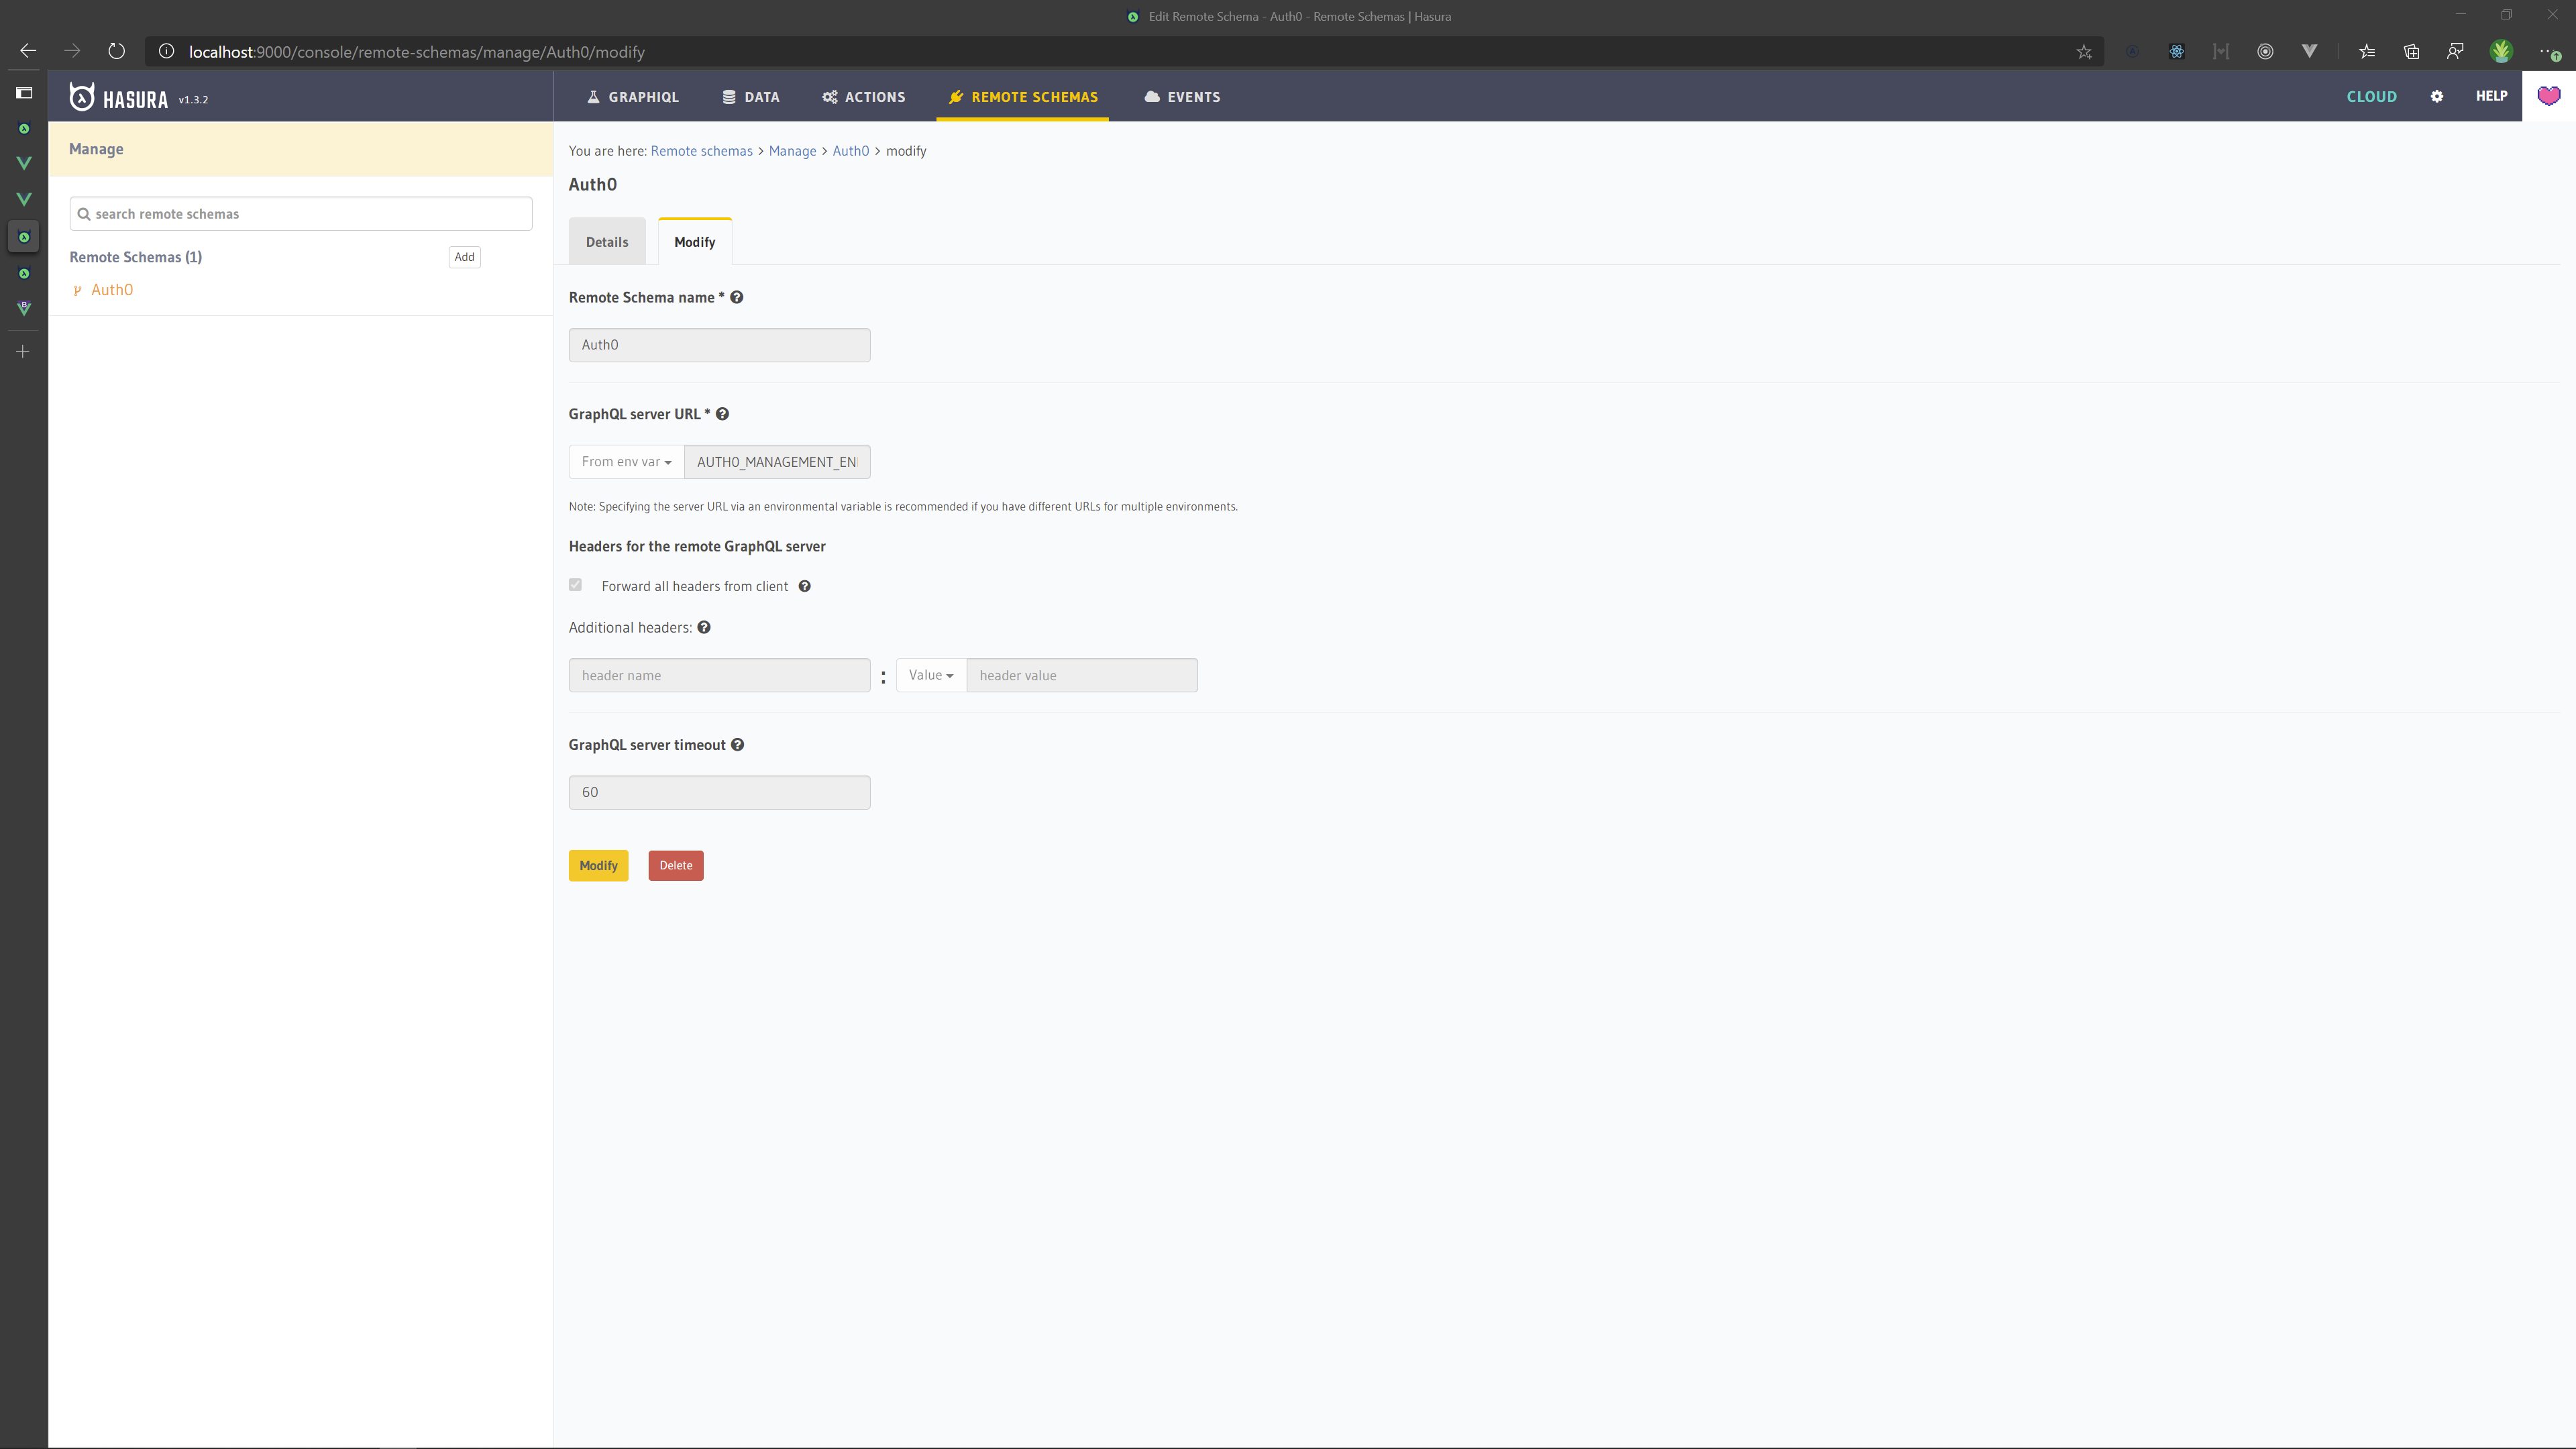 Edit Remote Schema - Auth0 - Remote Schemas | Hasura
localhost:9000/console/remote-schemas/manage/Auth0/modify
HASURA v1.3.2
GRAPHIQL DATA ACTIONS REMOTE SCHEMAS EVENTS
CLOUD HELP
Manage
search remote schemas
Remote Schemas (1) Add
Auth0
You are here: Remote schemas > Manage > Auth0 > modify
Auth0
Details Modify
Remote Schema name *
Auth0
GraphQL server URL *
From env var AUTH0_MANAGEMENT_EN
Note: Specifying the server URL via an environmental variable is recommended if you have different URLs for multiple environments.
Headers for the remote GraphQL server
Forward all headers from client
Additional headers:
header name : Value header value
GraphQL server timeout
60
Modify Delete